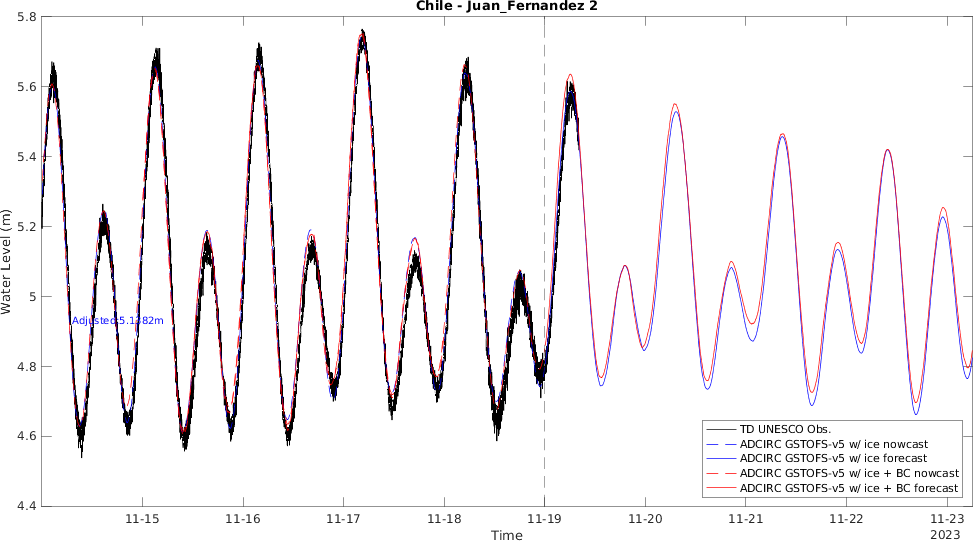 Chile - Juan_Fernandez 2
5.8
5.6
5.4
5.2
5
4.8
4.6
4.4
Water Level (m)
Adjusted:5.1382m
TD UNESCO Obs.
ADCIRC GSTOFS-v5 w/ ice nowcast
ADCIRC GSTOFS-v5 w/ ice forecast
ADCIRC GSTOFS-v5 w/ ice + BC nowcast
ADCIRC GSTOFS-v5 w/ ice + BC forecast
11-15 11-16 11-17 11-18 11-19 11-20 11-21 11-22 11-23
2023
Time